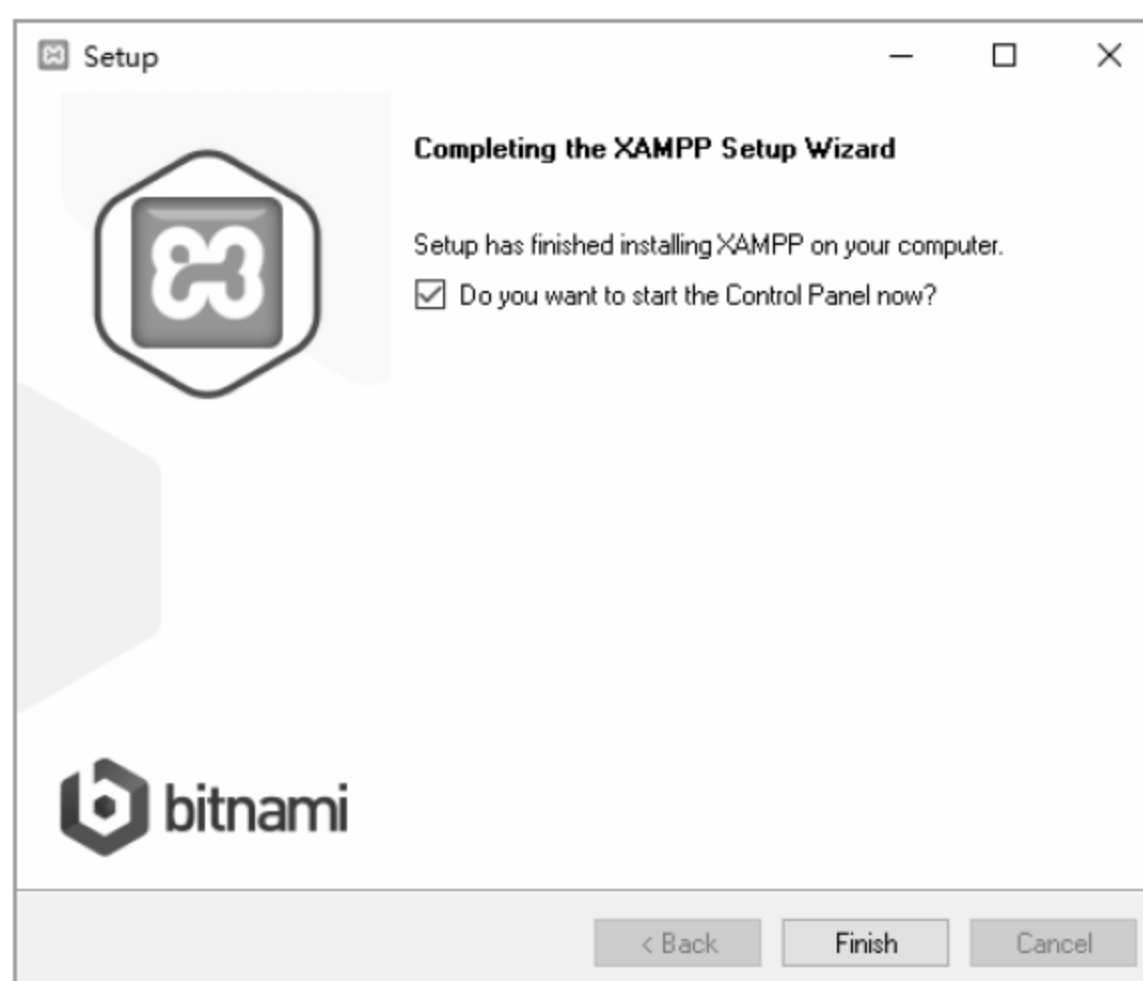 Setup
Completing the XAMPP Setup Wizard
Setup has finished installing XAMPP on your computer.
Do you want to start the Control Panel now?
bitnami
< Back
Finish
Cancel